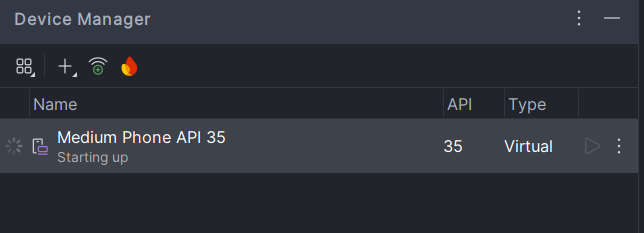 Device Manager
Name API Type
Medium Phone API 35 35 Virtual
Starting up